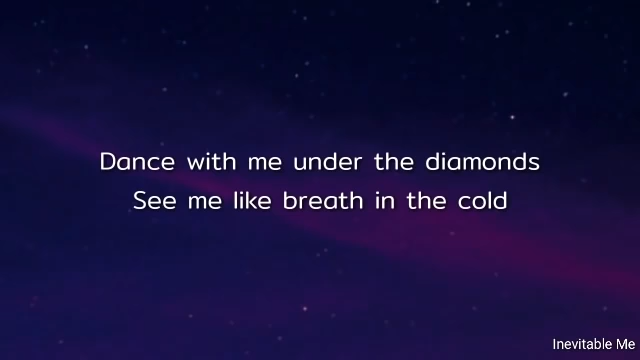 Dance with me under the diamonds
See me like breath in the cold
Inevitable Me